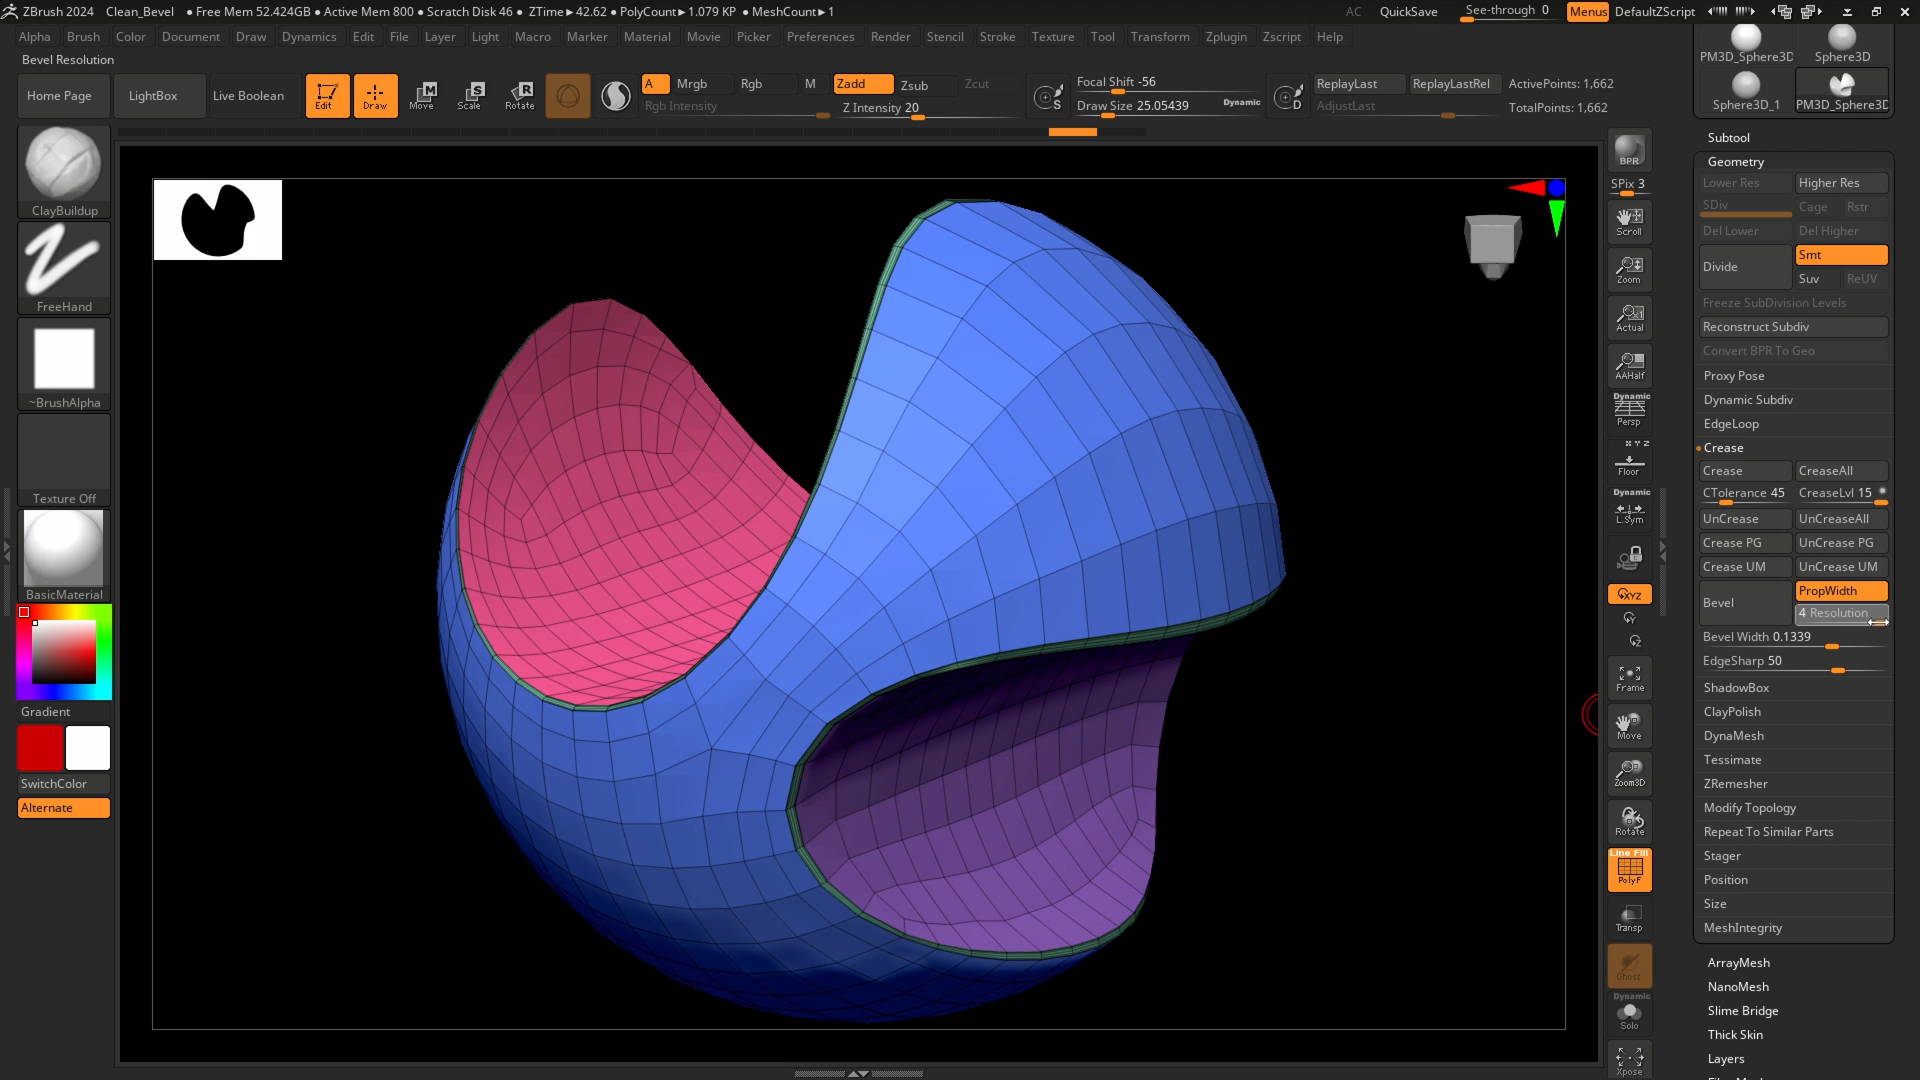 ZBrush 2024 Clean_Bevel ● Free Mem 52.424GB ● Active Mem 800 ● Scratch Disk 46 ● ZTime▶42.62 ● PolyCount▶1.079 KP ● MeshCount▶1 AC QuickSave See-through 0 Menus DefaultZScript
Alpha Brush Color Document Draw Dynamics Edit File Layer Light Macro Marker Material Movie Picker Preferences Render Stencil Stroke Texture Tool Transform Zplugin Zscript Help
Bevel Resolution
Home Page LightBox Live Boolean Edit Draw Move Scale Rotate
A Mrgb Rgb M Zadd Zsub Zcut
Rgb Intensity Z Intensity 20
Focal Shift -56
Draw Size 25.05439 Dynamic
S D
ReplayLast ReplayLastRel ActivePoints: 1,662
AdjustLast TotalPoints: 1,662
PM3D_Sphere3D Sphere3D
Sphere3D_1 PM3D_Sphere3D
ClayBuildup
FreeHand
~BrushAlpha
Texture Off
BasicMaterial
Gradient
SwitchColor
Alternate
BPR
SPix 3
Scroll
Zoom
Actual
AAHalf
Dynamic
Persp
X Y Z
Floor
Dynamic
L.Sym
XYZ
Frame
Move
Zoom3D
Rotate
Line Fill
PolyF
Transp
Ghost
Dynamic
Solo
Xpose
Subtool
Geometry
Lower Res Higher Res
SDiv Cage Rstr
Del Lower Del Higher
Divide Smt
Suv ReUV
Freeze SubDivision Levels
Reconstruct Subdiv
Convert BPR To Geo
Proxy Pose
Dynamic Subdiv
EdgeLoop
Crease
Crease CreaseAll
CTolerance 45 CreaseLvl 15
UnCrease UnCreaseAll
Crease PG UnCrease PG
Crease UM UnCrease UM
Bevel PropWidth
4 Resolution
Bevel Width 0.1339
EdgeSharp 50
ShadowBox
ClayPolish
DynaMesh
Tessimate
ZRemesher
Modify Topology
Repeat To Similar Parts
Stager
Position
Size
MeshIntegrity
ArrayMesh
NanoMesh
Slime Bridge
Thick Skin
Layers